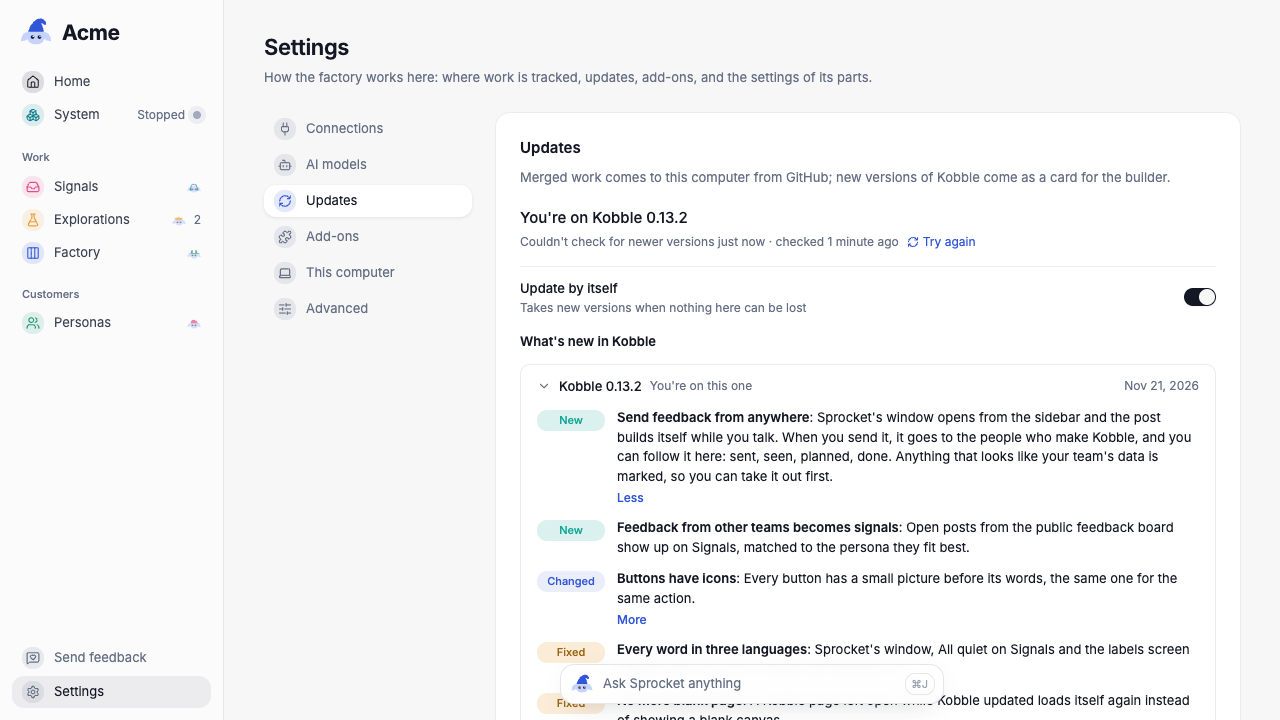 Acme
Home
System
Stopped
Work
Signals
Explorations
2
Factory
Customers
Personas
Send feedback
Settings
Settings
How the factory works here: where work is tracked, updates, add-ons, and the settings of its parts.
Connections
AI models
Updates
Add-ons
This computer
Advanced
Updates
Merged work comes to this computer from GitHub; new versions of Kobble come as a card for the builder.
You're on Kobble 0.13.2
Couldn't check for newer versions just now · checked 1 minute ago
Try again
Update by itself
Takes new versions when nothing here can be lost
What's new in Kobble
Kobble 0.13.2 You're on this one
Nov 21, 2026
New
Send feedback from anywhere: Sprocket's window opens from the sidebar and the post
builds itself while you talk. When you send it, it goes to the people who make Kobble, and you
can follow it here: sent, seen, planned, done. Anything that looks like your team's data is
marked, so you can take it out first.
Less
New
Feedback from other teams becomes signals: Open posts from the public feedback board
show up on Signals, matched to the persona they fit best.
Changed
Buttons have icons: Every button has a small picture before its words, the same one for the
same action.
More
Fixed
Every word in three languages: Sprocket's window, All quiet on Signals and the labels screen
Ask Sprocket anything
⌘J
Fixed
Kobble updated loads itself again instead
of showing a blank canvas.